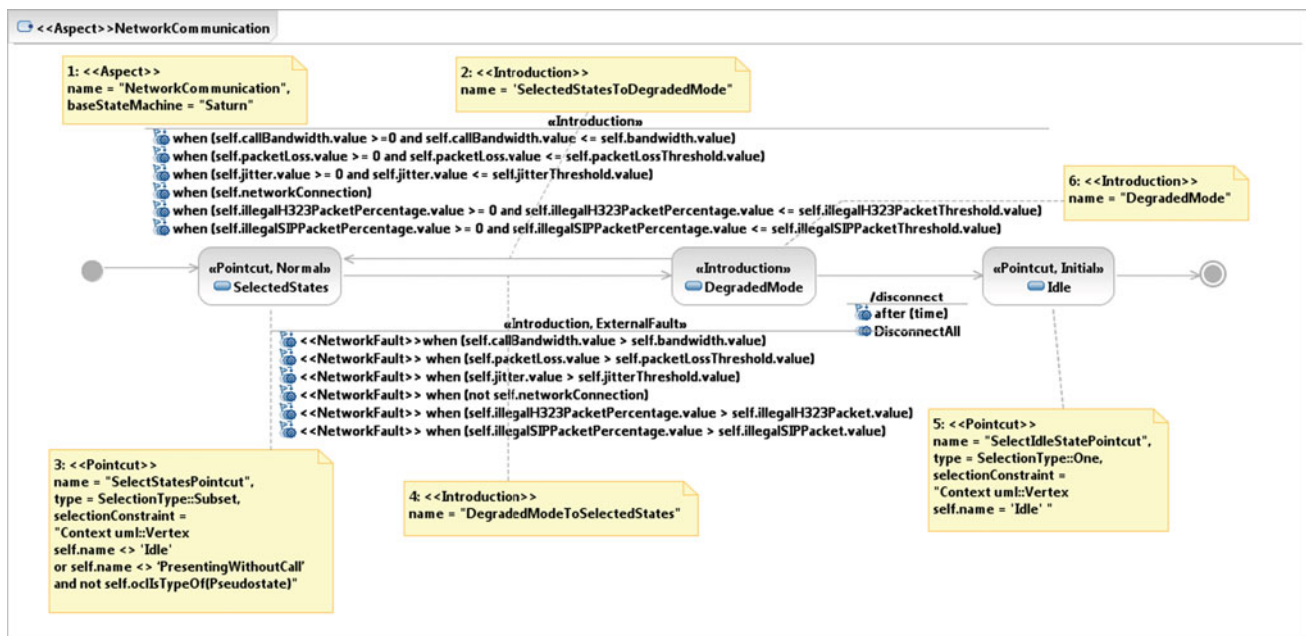 <<Aspect>>NetworkCommunication
1: <<Aspect>>
name = "NetworkCommunication",
baseStateMachine = "Saturn"
2: <<Introduction>>
name = 'SelectedStatesToDegradedMode"
«Introduction»
when (self.callBandwidth.value >=0 and self.callBandwidth.value <= self.bandwidth.value)
when (self.packetLoss.value >= 0 and self.packetLoss.value <= self.packetLossThreshold.value)
when (self.jitter.value >= 0 and self.jitter.value <= self.jitterThreshold.value)
when (self.networkConnection)
when (self.illegalH323PacketPercentage.value >= 0 and self.illegalH323PacketPercentage.value <= self.illegalH323PacketThreshold.value)
when (self.illegalSIPPacketPercentage.value >= 0 and self.illegalSIPPacketPercentage.value <= self.illegalSIPPacketThreshold.value)
6: <<Introduction>>
name = "DegradedMode"
«Pointcut, Normal»
SelectedStates
«Introduction»
DegradedMode
«Pointcut, Initial»
Idle
/disconnect
after (time)
DisconnectAll
«Introduction, ExternalFault»
<<NetworkFault>>when (self.callBandwidth.value > self.bandwidth.value)
<<NetworkFault>> when (self.packetLoss.value > self.packetLossThreshold.value)
<<NetworkFault>> when (self.jitter.value > self.jitterThreshold.value)
<<NetworkFault>> when (not self.networkConnection)
<<NetworkFault>> when (self.illegalH323PacketPercentage.value > self.illegalH323Packet.value)
<<NetworkFault>> when (self.illegalSIPPacketPercentage.value > self.illegalSIPPacket.value)
3: <<Pointcut>>
name = "SelectStatesPointcut",
type = SelectionType::Subset,
selectionConstraint =
"Context uml::Vertex
self.name <> 'Idle'
or self.name <> 'PresentingWithoutCall'
and not self.oclIsTypeOf(Pseudostate)"
4: <<Introduction>>
name = "DegradedModeToSelectedStates"
5: <<Pointcut>>
name = "SelectIdleStatePointcut",
type = SelectionType::One,
selectionConstraint =
"Context uml::Vertex
self.name = 'Idle' "